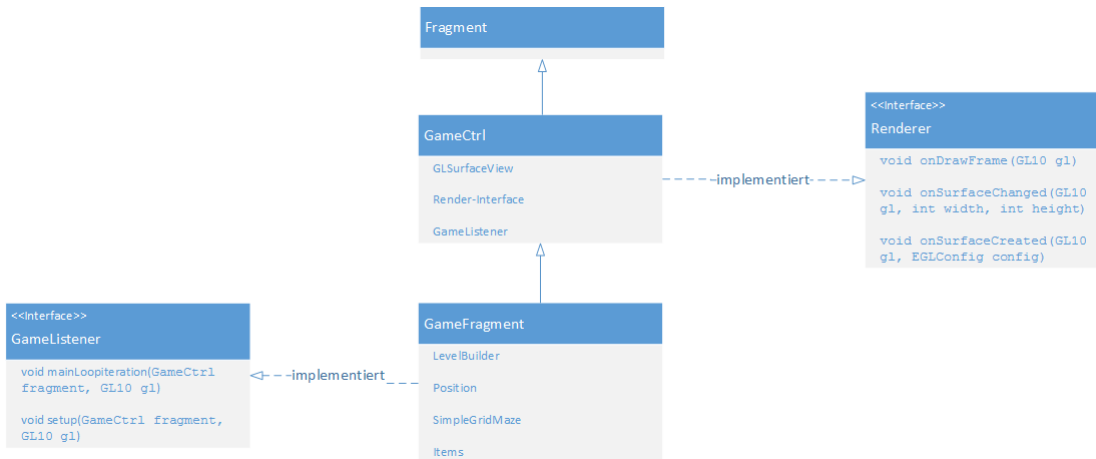 Fragment
GameCtrl
GLSurfaceView
Render-Interface
GameListener
implementiert
<<Interface>>
Renderer
void onDrawFrame(GL10 gl)
void onSurfaceChanged(GL10
gl, int width, int height)
void onSurfaceCreated(GL10
gl, EGLConfig config)
<<Interface>>
GameListener
void mainLoopiteration(GameCtrl
fragment, GL10 gl)
void setup(GameCtrl fragment,
GL10 gl)
implementiert
GameFragment
LevelBuilder
Position
SimpleGridMaze
Items